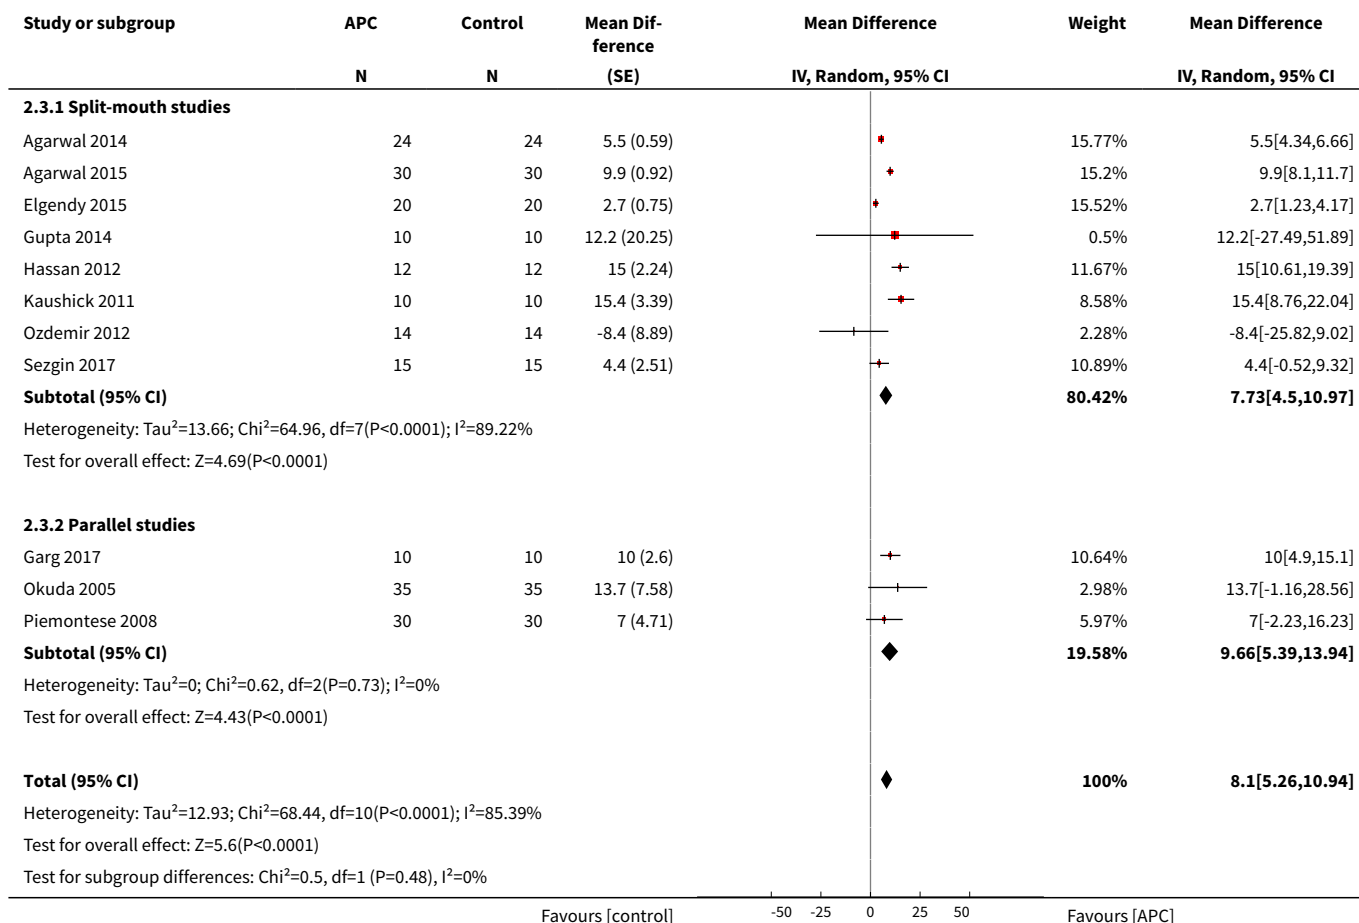 Study or subgroup APC Control Mean Dif- Mean Difference Weight Mean Difference
ference
N N (SE) IV, Random, 95% CI IV, Random, 95% CI
2.3.1 Split-mouth studies
Agarwal 2014 24 24 5.5 (0.59) 15.77% 5.5[4.34,6.66]
Agarwal 2015 30 30 9.9 (0.92) 15.2% 9.9[8.1,11.7]
Elgendy 2015 20 20 2.7 (0.75) 15.52% 2.7[1.23,4.17]
Gupta 2014 10 10 12.2 (20.25) 0.5% 12.2[-27.49,51.89]
Hassan 2012 12 12 15 (2.24) 11.67% 15[10.61,19.39]
Kaushick 2011 10 10 15.4 (3.39) 8.58% 15.4[8.76,22.04]
Ozdemir 2012 14 14 -8.4 (8.89) 2.28% -8.4[-25.82,9.02]
Sezgin 2017 15 15 4.4 (2.51) 10.89% 4.4[-0.52,9.32]
Subtotal (95% CI) 80.42% 7.73[4.5,10.97]
Heterogeneity: Tau²=13.66; Chi²=64.96, df=7(P<0.0001); I²=89.22%
Test for overall effect: Z=4.69(P<0.0001)
2.3.2 Parallel studies
Garg 2017 10 10 10 (2.6) 10.64% 10[4.9,15.1]
Okuda 2005 35 35 13.7 (7.58) 2.98% 13.7[-1.16,28.56]
Piemontese 2008 30 30 7 (4.71) 5.97% 7[-2.23,16.23]
Subtotal (95% CI) 19.58% 9.66[5.39,13.94]
Heterogeneity: Tau²=0; Chi²=0.62, df=2(P=0.73); I²=0%
Test for overall effect: Z=4.43(P<0.0001)
Total (95% CI) 100% 8.1[5.26,10.94]
Heterogeneity: Tau²=12.93; Chi²=68.44, df=10(P<0.0001); I²=85.39%
Test for overall effect: Z=5.6(P<0.0001)
Test for subgroup differences: Chi²=0.5, df=1 (P=0.48), I²=0%
Favours [control] -50 -25 0 25 50 Favours [APC]